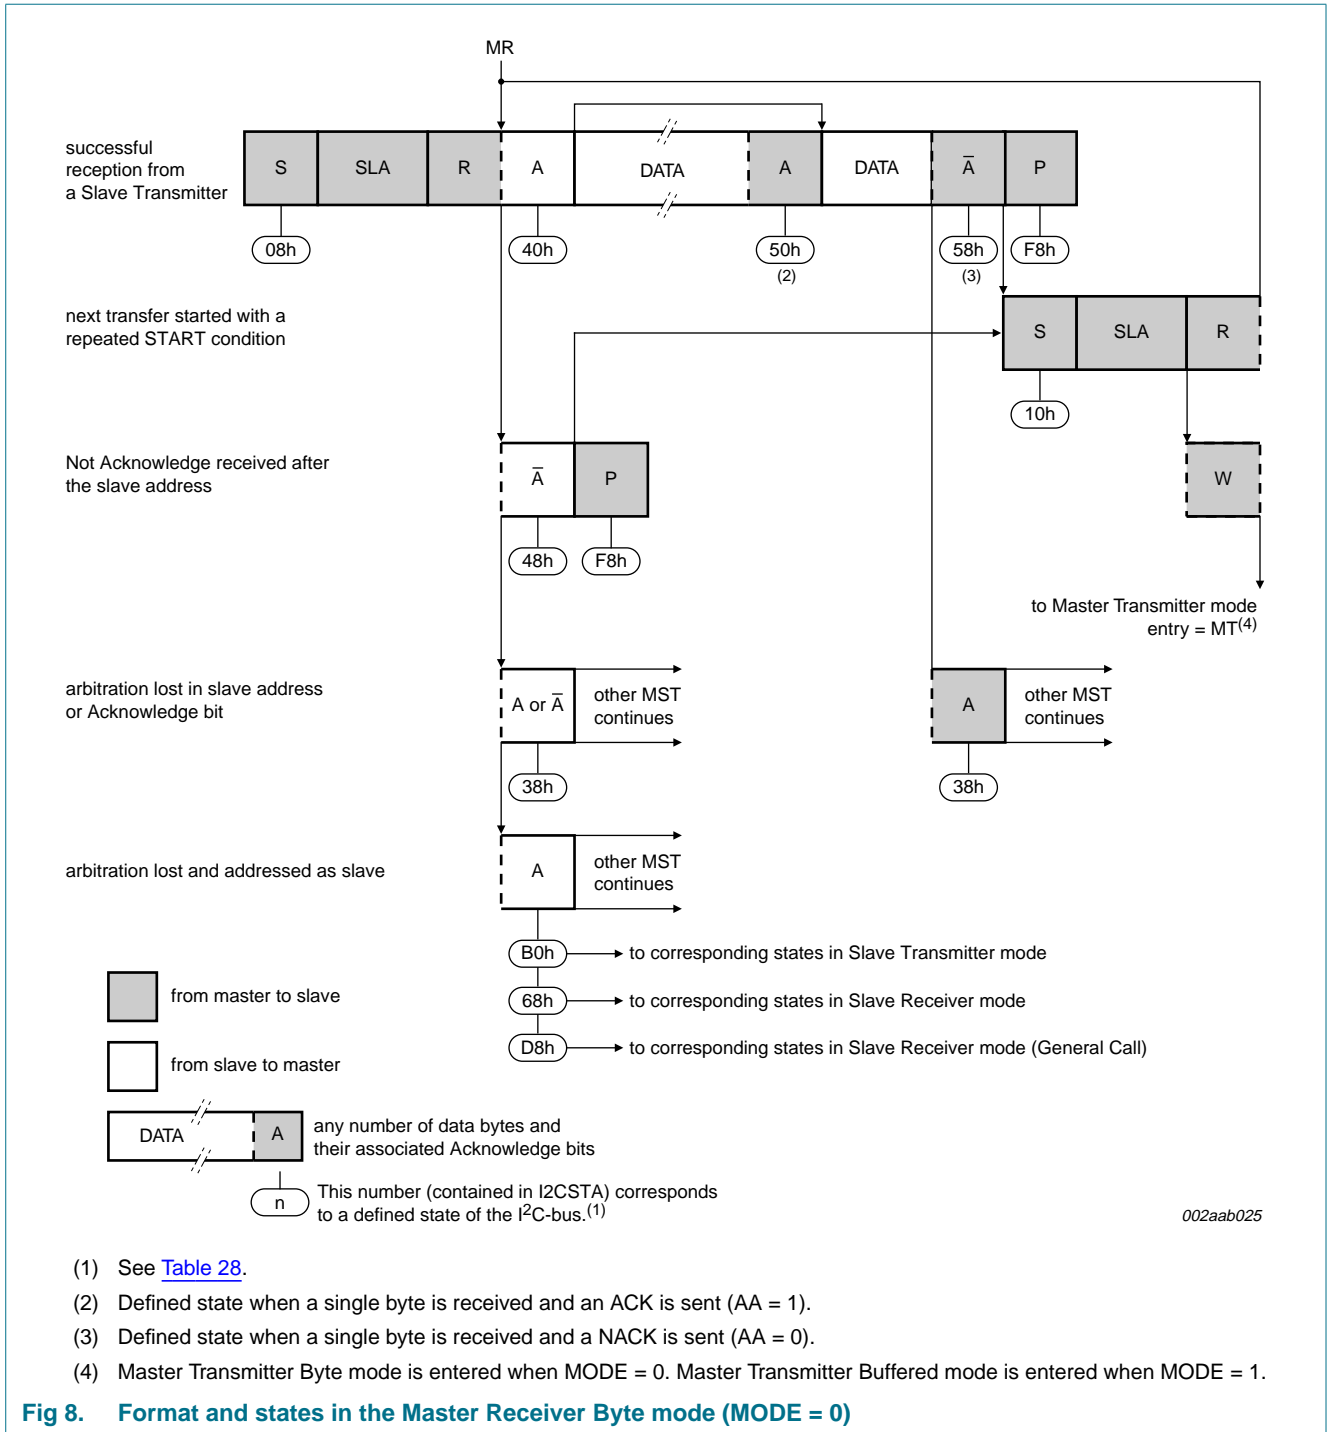 MR
successful
reception from
a Slave Transmitter
S SLA R A DATA A DATA A̅ P
08h 40h 50h 58h F8h
(2) (3)
next transfer started with a
repeated START condition
S SLA R
10h
Not Acknowledge received after
the slave address
A̅ P W
48h F8h
to Master Transmitter mode
entry = MT(4)
arbitration lost in slave address
or Acknowledge bit
A or A̅
other MST
continues
A
other MST
continues
38h 38h
arbitration lost and addressed as slave
A
other MST
continues
B0h to corresponding states in Slave Transmitter mode
68h to corresponding states in Slave Receiver mode
D8h to corresponding states in Slave Receiver mode (General Call)
from master to slave
from slave to master
DATA A
any number of data bytes and
their associated Acknowledge bits
n
This number (contained in I2CSTA) corresponds
to a defined state of the I²C-bus.(1)
002aab025
(1) See Table 28.
(2) Defined state when a single byte is received and an ACK is sent (AA = 1).
(3) Defined state when a single byte is received and a NACK is sent (AA = 0).
(4) Master Transmitter Byte mode is entered when MODE = 0. Master Transmitter Buffered mode is entered when MODE = 1.
Fig 8. Format and states in the Master Receiver Byte mode (MODE = 0)